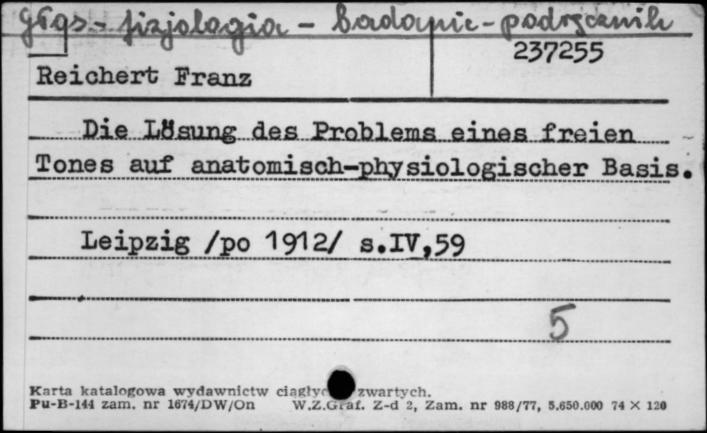 głos - fizjologia - badanie - podręcznik
237255
Reichert Franz
Die Lösung des Problems eines freien
Tones auf anatomisch-physiologischer Basis.
Leipzig /po 1912/ s.IV,59
5
Karta katalogowa wydawnictw zwartych.
Pu-B-144 zam. nr 1674/DW/On W.Z.Graf. Z-d 2, Zam. nr 988/77, 5.650.000 74 X 120